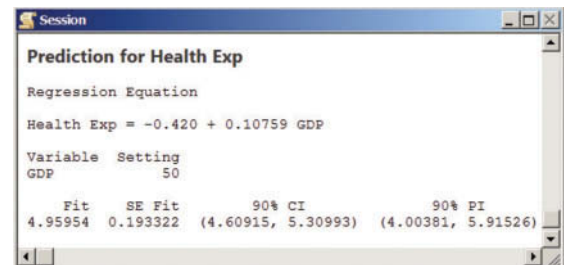 Session
Prediction for Health Exp
Regression Equation
Health Exp = -0.420 + 0.10759 GDP
Variable Setting
GDP 50
Fit SE Fit 90% CI 90% PI
4.95954 0.193322 (4.60915, 5.30993) (4.00381, 5.91526)